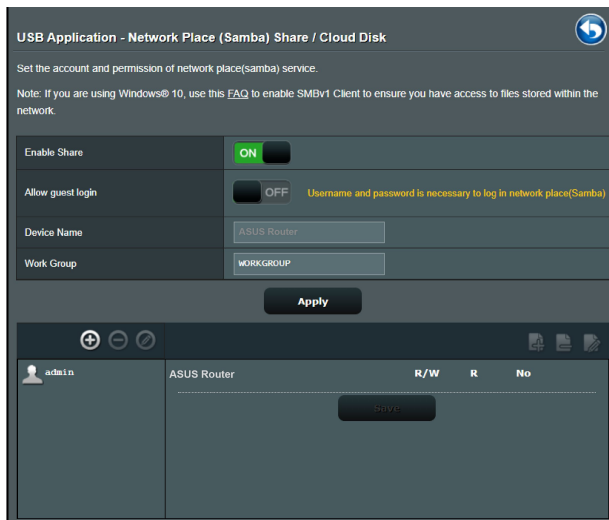 USB Application - Network Place (Samba) Share / Cloud Disk
Set the account and permission of network place(samba) service.
Note: If you are using Windows® 10, use this FAQ to enable SMBv1 Client to ensure you have access to files stored within the
network.
Enable Share ON
Allow guest login OFF Username and password is necessary to log in network place(Samba)
Device Name ASUS Router
Work Group WORKGROUP
Apply
admin ASUS Router R/W R No
Save